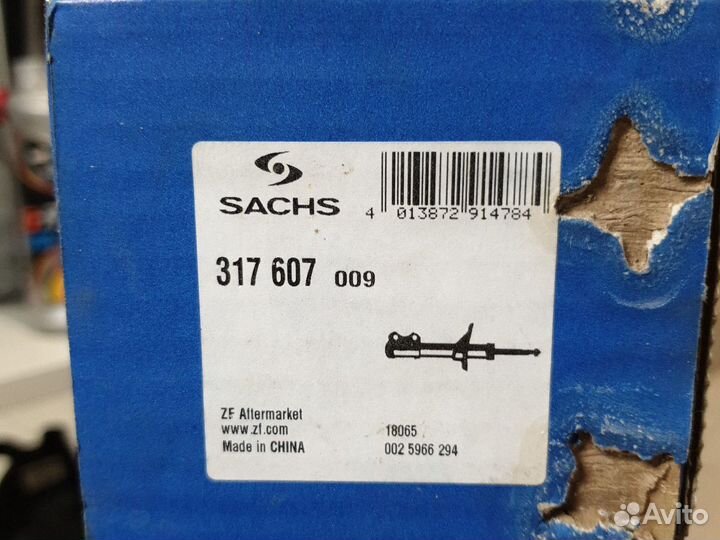 SACHS
4 013872 914784
317 607 009
ZF Aftermarket
www.zf.com
Made in CHINA
18065
002 5966 294
Avito